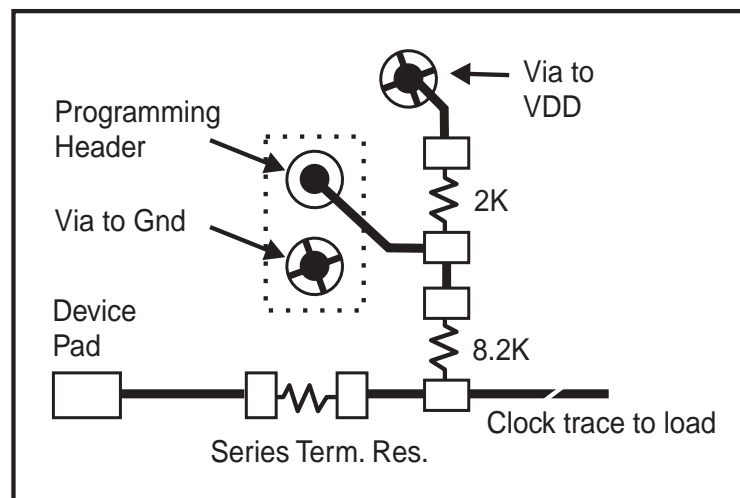 Via to
VDD
Programming
Header
2K
Via to Gnd
Device
Pad
8.2K
Clock trace to load
Series Term. Res.